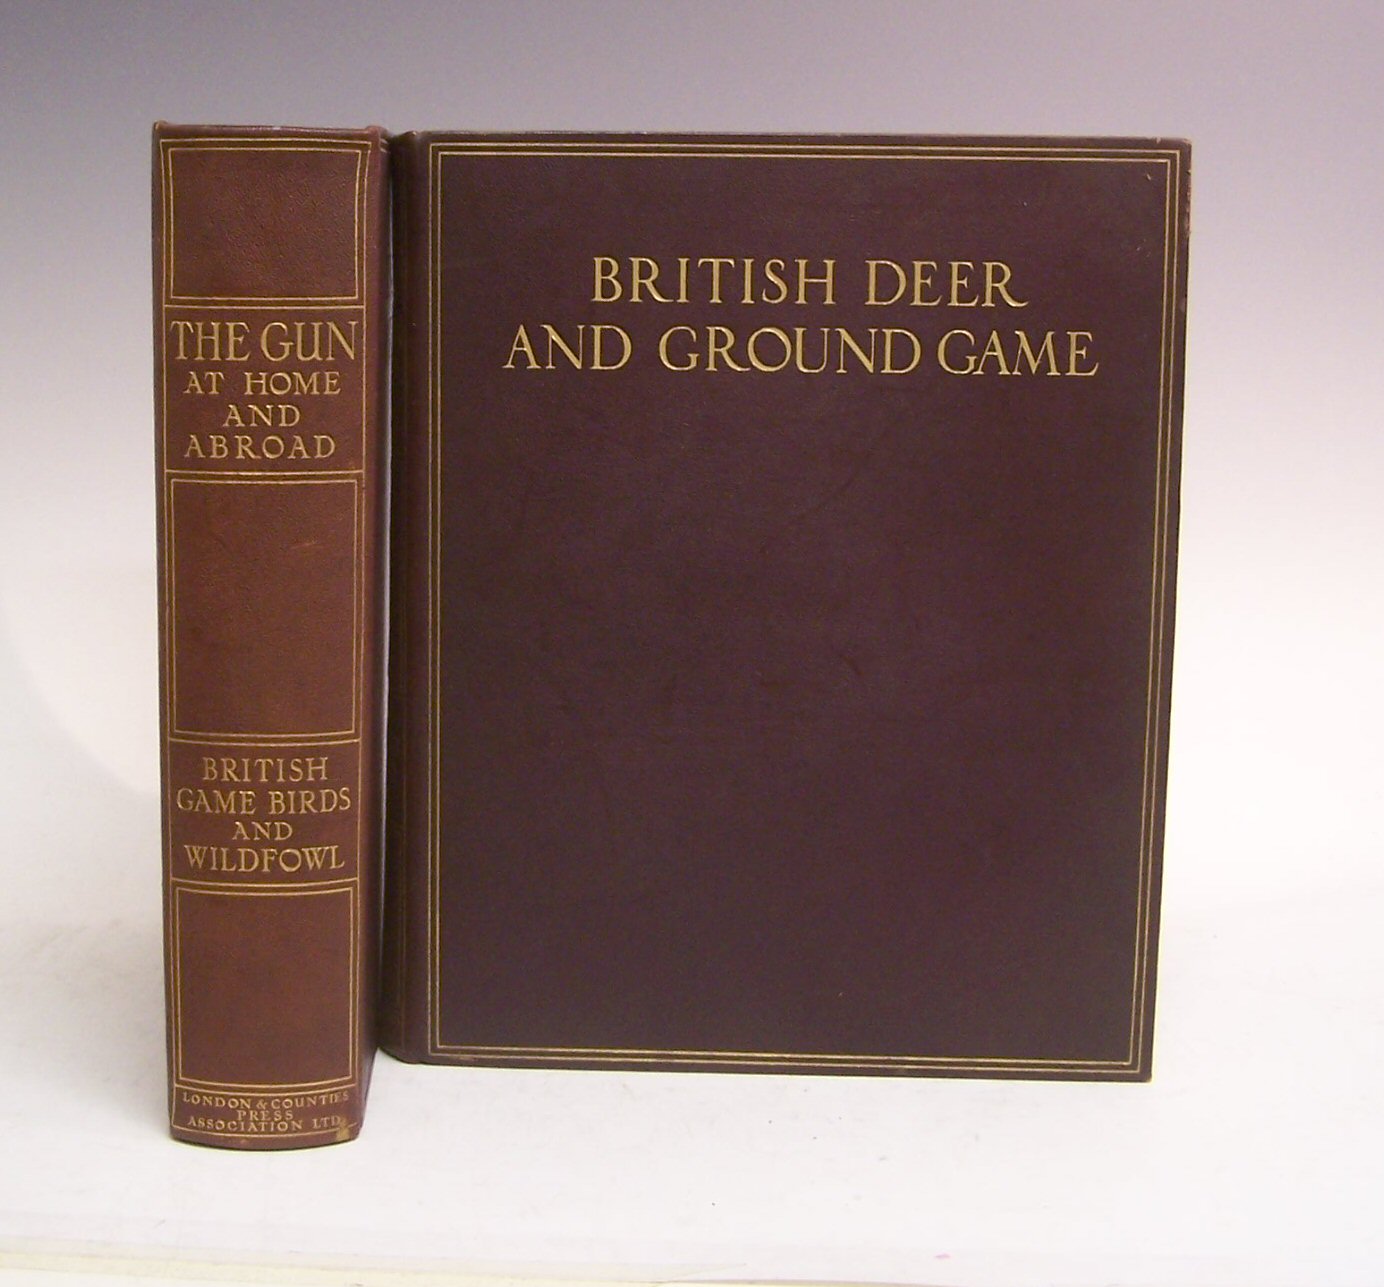 THE GUN
AT HOME
AND
ABROAD
BRITISH
GAME BIRDS
AND
WILDFOWL
LONDON & COUNTIES
PRESS
ASSOCIATION LTD
BRITISH DEER
AND GROUND GAME